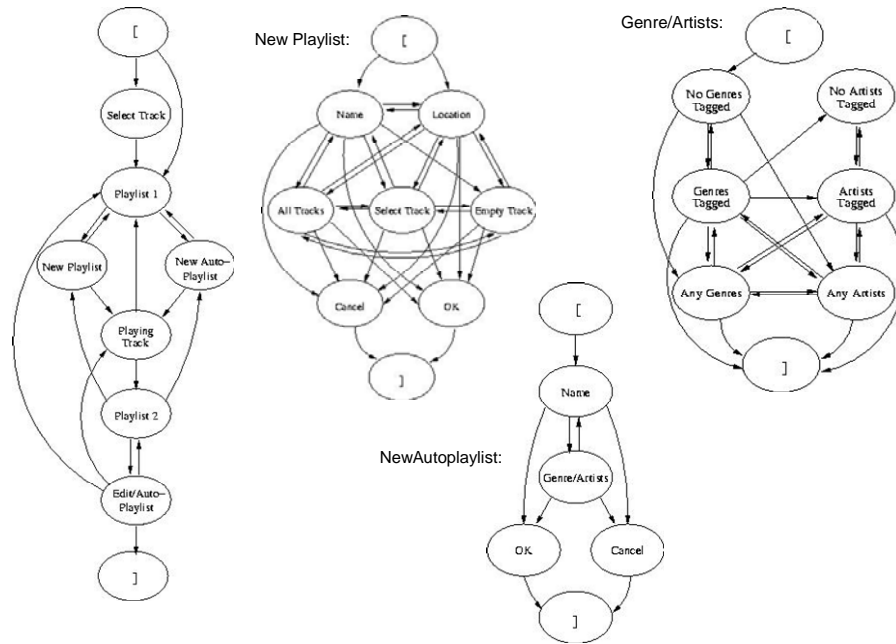 [
Select Track
Playlist 1
New Playlist
New Auto-
Playlist
Playing
Track
Playlist 2
Edit/Auto-
Playlist
]
New Playlist:
[
Name
Location
All Tracks
Select Track
Empty Track
Cancel
OK
]
Genre/Artists:
[
No Genres
Tagged
No Artists
Tagged
Genres
Tagged
Artists
Tagged
Any Genres
Any Artists
]
NewAutoplaylist:
[
Name
Genre/Artists
OK
Cancel
]